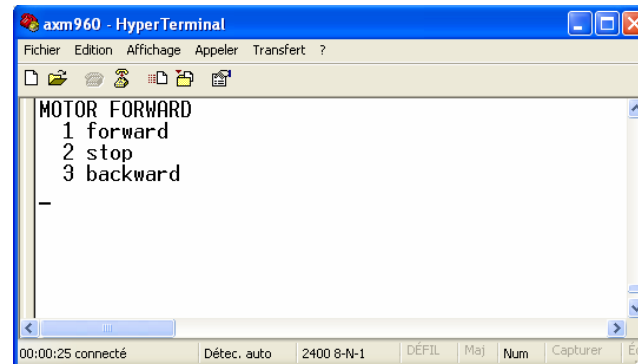 axm960 - HyperTerminal
Fichier Edition Affichage Appeler Transfert ?
MOTOR FORWARD
1 forward
2 stop
3 backward
_
00:00:25 connecté Détec. auto 2400 8-N-1 DÉFIL Maj Num Capturer